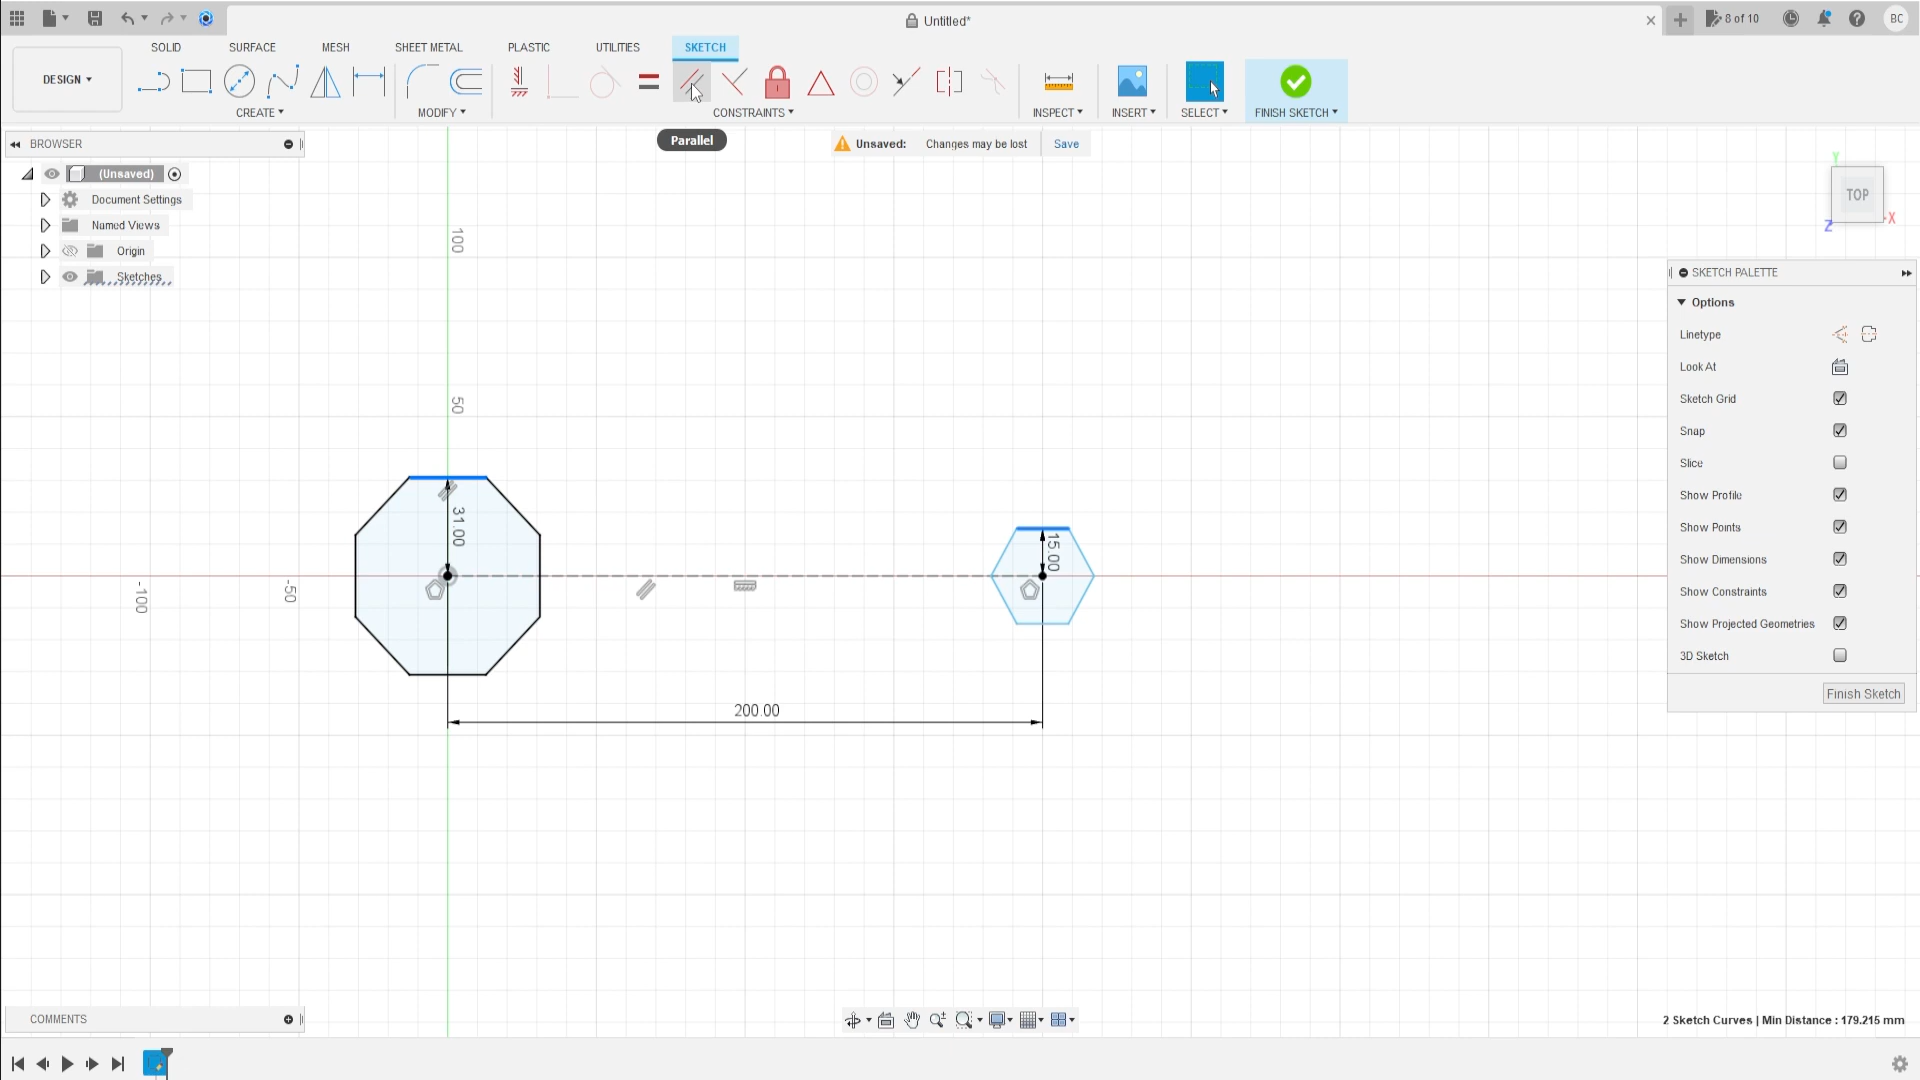 Untitled*
8 of 10
BC
DESIGN
SOLID
SURFACE
MESH
SHEET METAL
PLASTIC
UTILITIES
SKETCH
CREATE
MODIFY
CONSTRAINTS
INSPECT
INSERT
SELECT
FINISH SKETCH
Parallel
Unsaved: Changes may be lost Save
BROWSER
(Unsaved)
Document Settings
Named Views
Origin
Sketches
Y
TOP
X
Z
100
50
-100
-50
31.00
15.00
200.00
SKETCH PALETTE
Options
Linetype
Look At
Sketch Grid
Snap
Slice
Show Profile
Show Points
Show Dimensions
Show Constraints
Show Projected Geometries
3D Sketch
Finish Sketch
COMMENTS
2 Sketch Curves | Min Distance : 179.215 mm